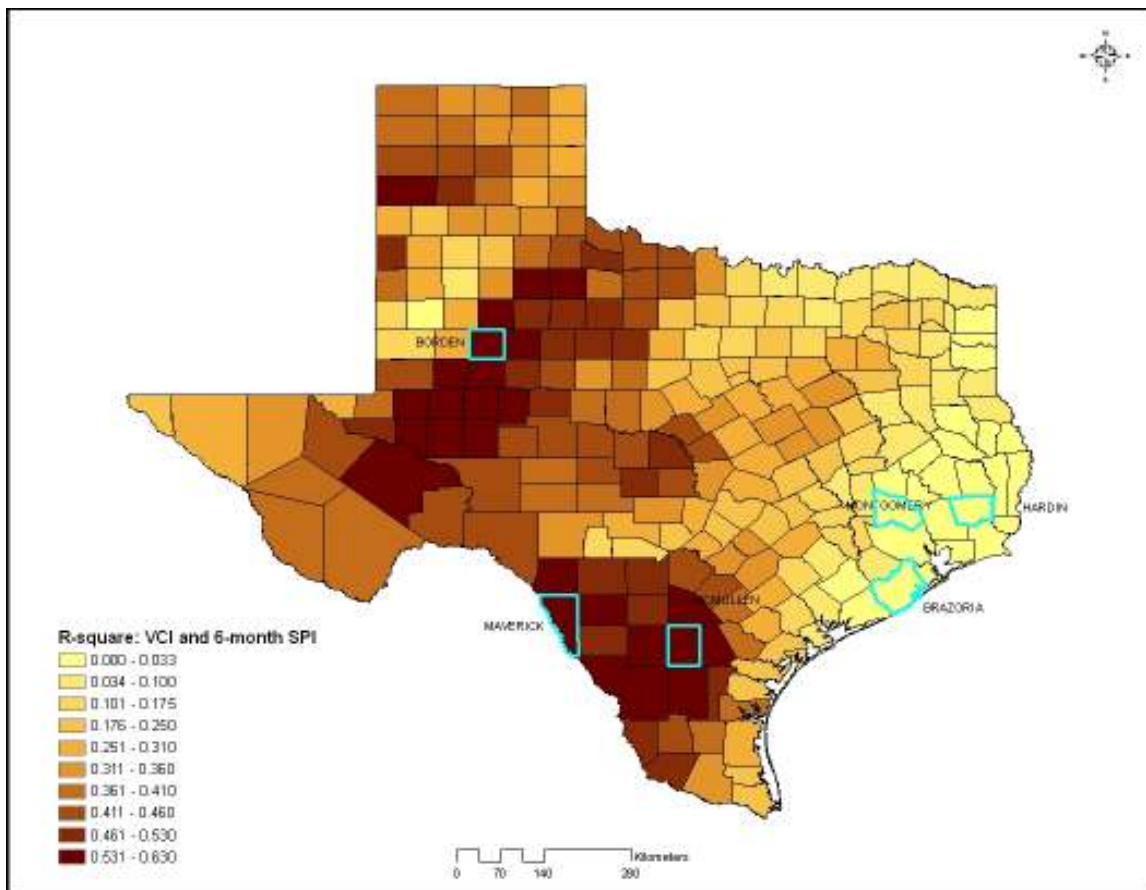 BORDEN
MONTGOMERY
HARDIN
BRAZORIA
MCMULLEN
MAVERICK
R-square: VCI and 6-month SPI
0.000 - 0.033
0.034 - 0.100
0.101 - 0.175
0.176 - 0.250
0.251 - 0.310
0.311 - 0.360
0.361 - 0.410
0.411 - 0.460
0.461 - 0.530
0.531 - 0.630
Kilometers
0 70 140 280